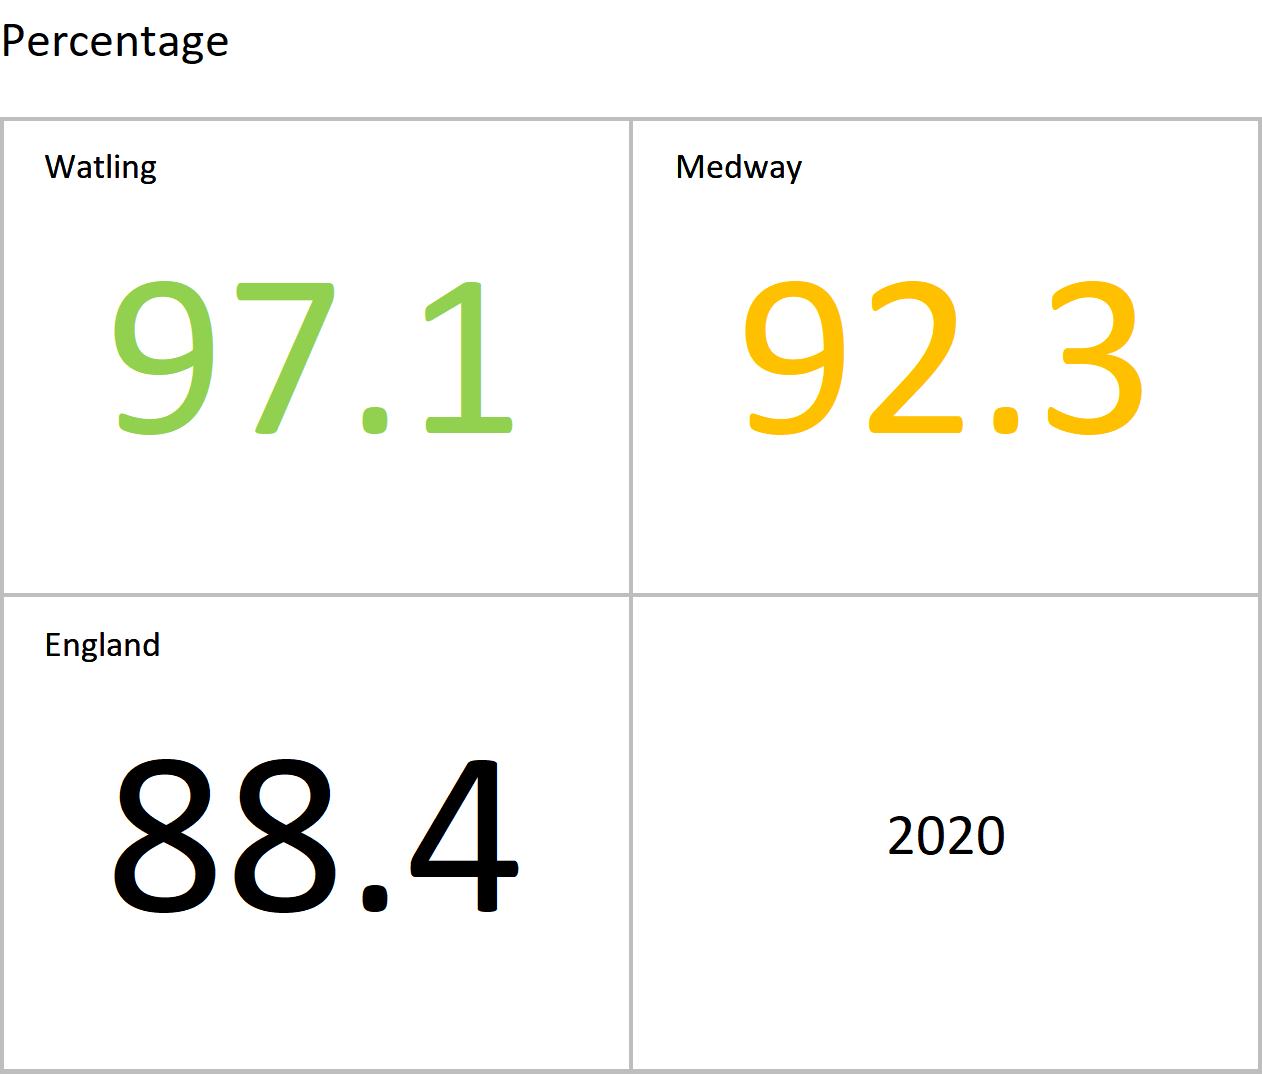 Percentage
Watling
Medway
97.1
92.3
England
88.4
2020